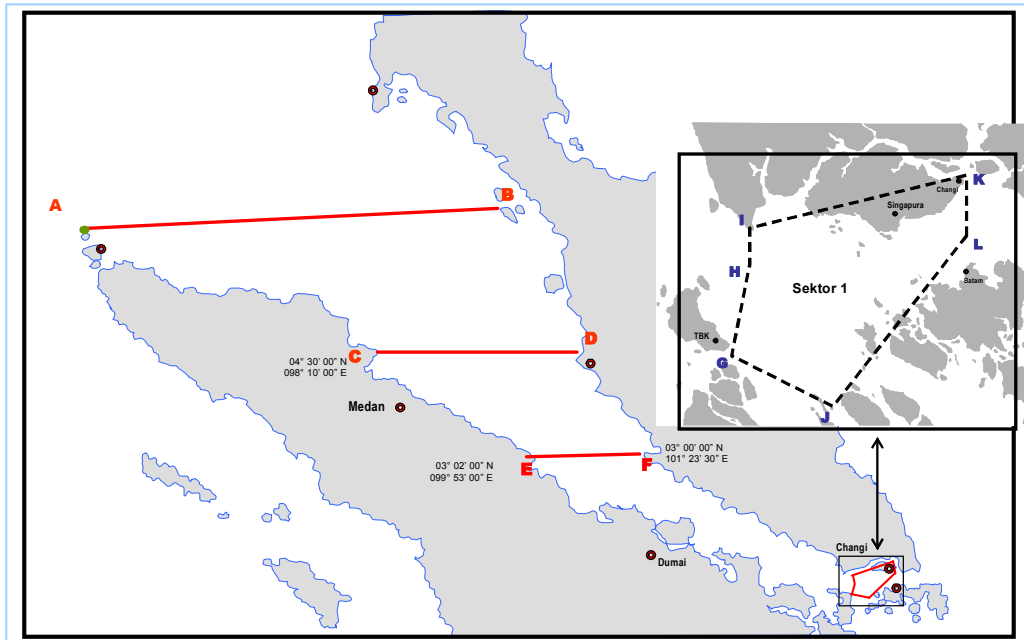 A
B
C
D
04° 30' 00" N
098° 10' 00" E
Medan
E
F
03° 02' 00" N
099° 53' 00" E
03° 00' 00" N
101° 23' 30" E
Dumai
Changi
K
Changi
Singapura
I
L
H
Batam
Sektor 1
TBK
G
J